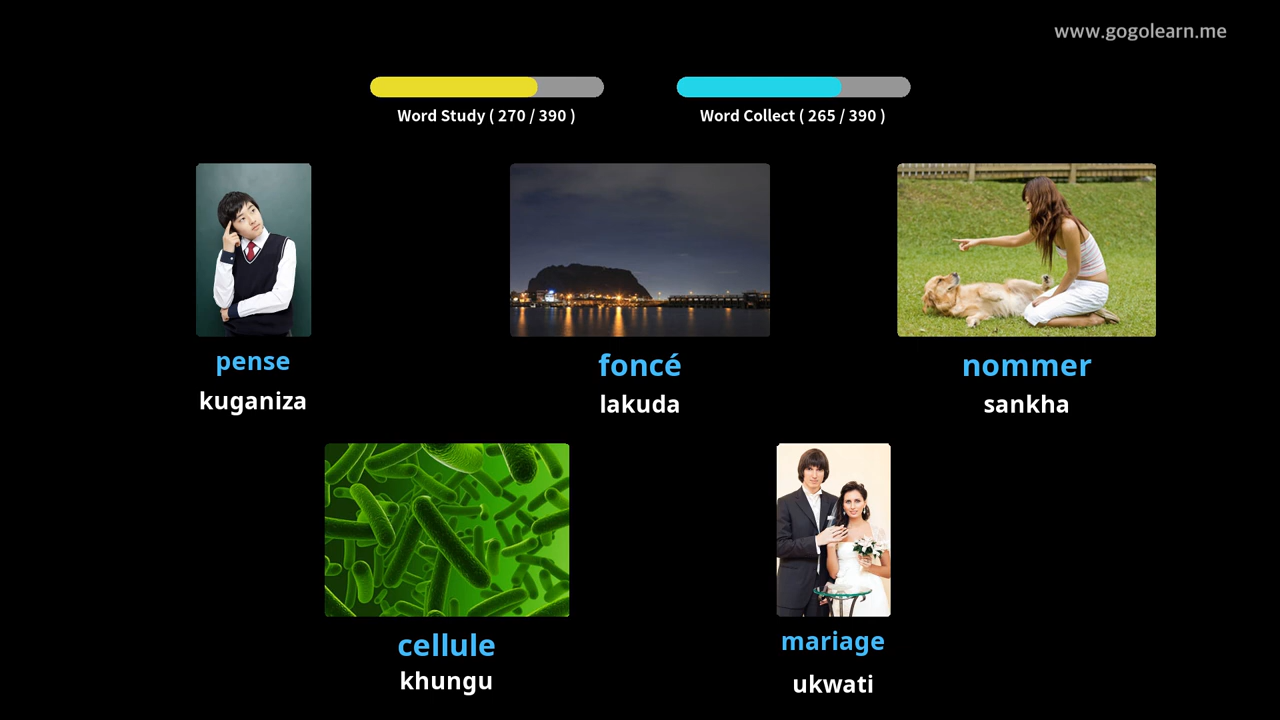 www.gogolearn.me
Word Study ( 270 / 390 )
Word Collect ( 265 / 390 )
pense
kuganiza
foncé
lakuda
nommer
sankha
cellule
khungu
mariage
ukwati